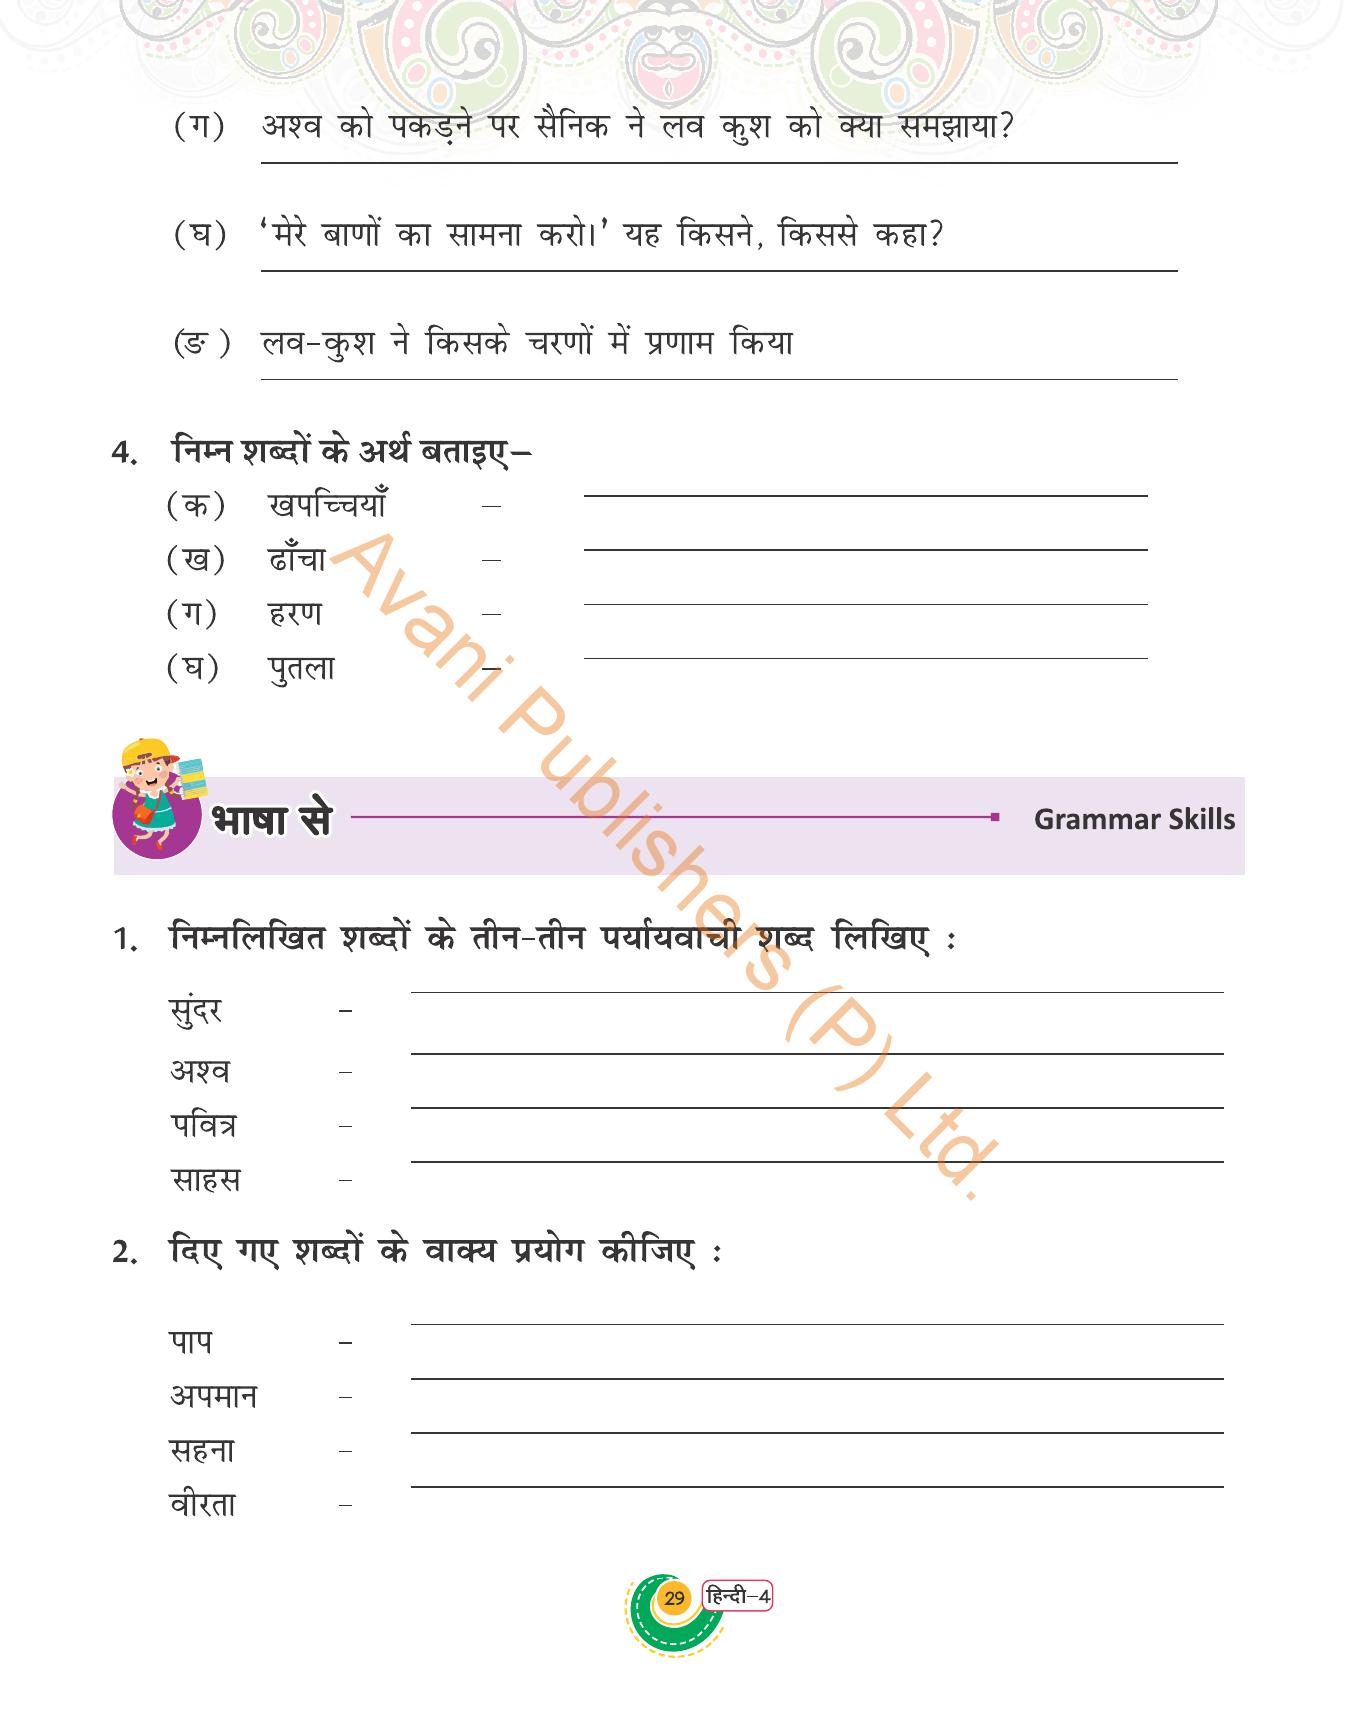 (ग) अश्व को पकड़ने पर सैनिक ने लव कुश को क्या समझाया?
(घ) ‘मेरे बाणों का सामना करो।’ यह किसने, किससे कहा?
(ङ ) लव-कुश ने किसके चरणों में प्रणाम किया
4. निम्न शब्दों के अर्थ बताइए–
(क) खपच्चियाँ –
(ख) ढाँचा –
(ग) हरण –
(घ) पुतला –
भाषा से Grammar Skills
1. निम्नलिखित शब्दों के तीन-तीन पर्यायवाची शब्द लिखिए :
सुंदर -
अश्व -
पवित्र -
साहस -
2. दिए गए शब्दों के वाक्य प्रयोग कीजिए :
पाप -
अपमान -
सहना -
वीरता -
29 हिन्दी-4
Avani Publishers (P) Ltd.